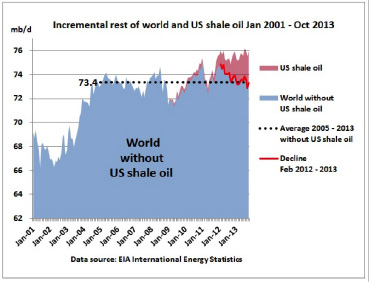 Incremental rest of world and US shale oil Jan 2001 - Oct 2013
mb/d
76
74
72
70
68
66
64
62
73.4
World
without
US shale oil
US shale oil
World without
US shale oil
Average 2005 - 2013
without US shale oil
Decline
Feb 2012 - 2013
Jan-01
Jan-02
Jan-03
Jan-04
Jan-05
Jan-06
Jan-07
Jan-08
Jan-09
Jan-10
Jan-11
Jan-12
Jan-13
Data source: EIA International Energy Statistics